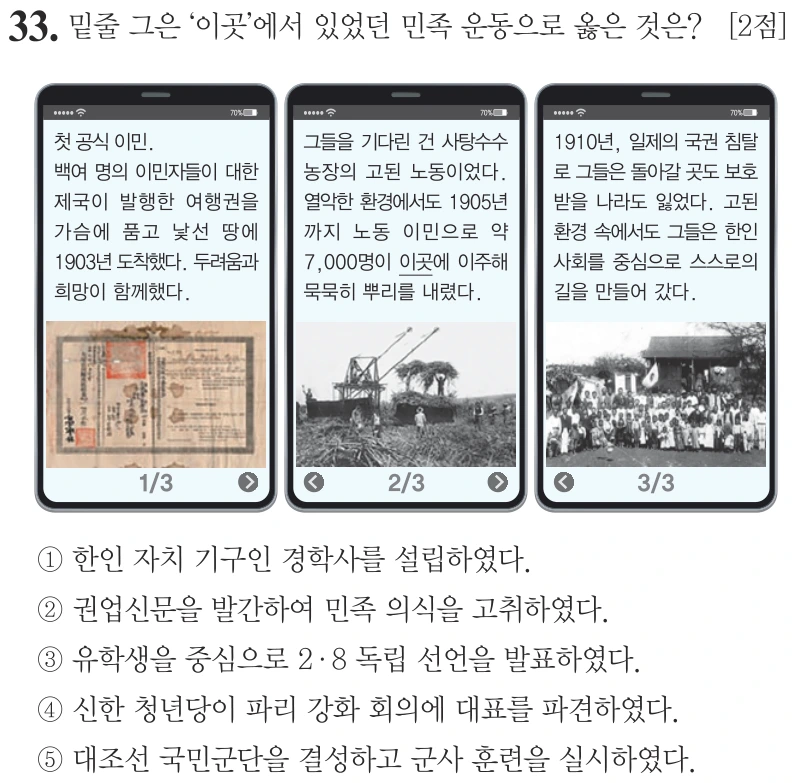 33. 밑줄 그은 ‘이곳’에서 있었던 민족 운동으로 옳은 것은? [2점]
70%
첫 공식 이민.
백여 명의 이민자들이 대한
제국이 발행한 여행권을
가슴에 품고 낯선 땅에
1903년 도착했다. 두려움과
희망이 함께했다.
1/3
70%
그들을 기다린 건 사탕수수
농장의 고된 노동이었다.
열악한 환경에서도 1905년
까지 노동 이민으로 약
7,000명이 이곳에 이주해
묵묵히 뿌리를 내렸다.
2/3
70%
1910년, 일제의 국권 침탈
로 그들은 돌아갈 곳도 보호
받을 나라도 잃었다. 고된
환경 속에서도 그들은 한인
사회를 중심으로 스스로의
길을 만들어 갔다.
3/3
① 한인 자치 기구인 경학사를 설립하였다.
② 권업신문을 발간하여 민족 의식을 고취하였다.
③ 유학생을 중심으로 2·8 독립 선언을 발표하였다.
④ 신한 청년당이 파리 강화 회의에 대표를 파견하였다.
⑤ 대조선 국민군단을 결성하고 군사 훈련을 실시하였다.